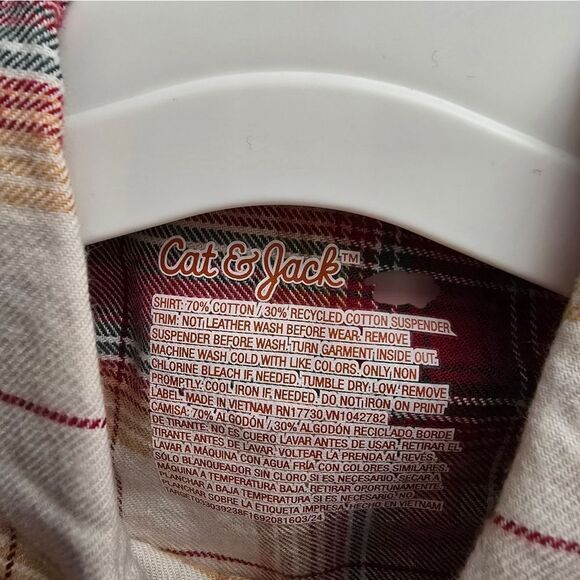 Cat & Jack™
SHIRT: 70% COTTON / 30% RECYCLED COTTON SUSPENDER
TRIM: NOT LEATHER WASH BEFORE WEAR. REMOVE
SUSPENDER BEFORE WASH. TURN GARMENT INSIDE OUT.
MACHINE WASH COLD WITH LIKE COLORS. ONLY NON
CHLORINE BLEACH IF NEEDED. TUMBLE DRY LOW. REMOVE
PROMPTLY. COOL IRON IF NEEDED. DO NOT IRON ON PRINT
LABEL. MADE IN VIETNAM RN17730 VN1042782
CAMISA: 70% ALGODÓN / 30% ALGODÓN RECICLADO. BORDE
DE TIRANTE: NO ES CUERO LAVAR ANTES DE USAR. RETIRAR EL
TIRANTE ANTES DE LAVAR. VOLTEAR LA PRENDA AL REVÉS.
LAVAR A MÁQUINA CON AGUA FRÍA CON COLORES SIMILARES.
SOLO BLANQUEADOR SIN CLORO SI ES NECESARIO. SECAR A
MÁQUINA A TEMPERATURA BAJA. RETIRAR OPORTUNAMENTE.
PLANCHAR A BAJA TEMPERATURA SI ES NECESARIO. NO
PLANCHAR SOBRE LA ETIQUETA IMPRESA. HECHO EN VIETNAM